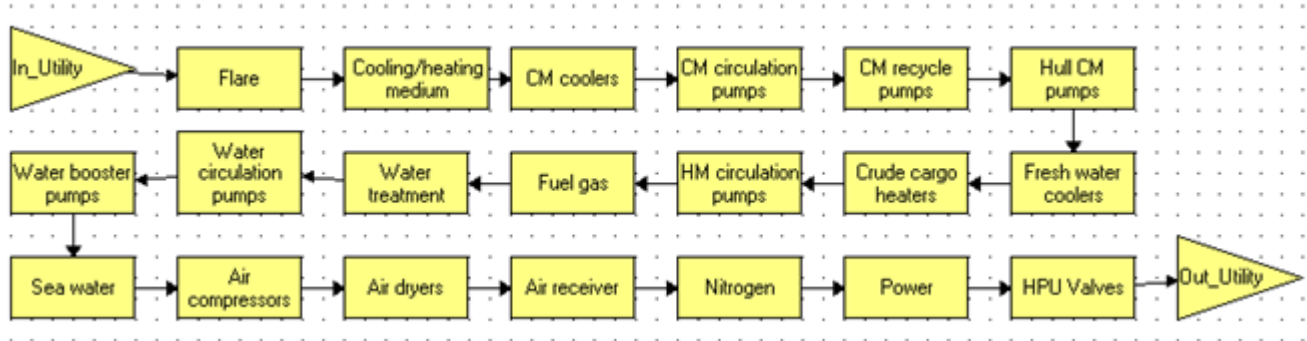 In_Utility
Flare
Cooling/heating
medium
CM coolers
CM circulation
pumps
CM recycle
pumps
Hull CM
pumps
Water booster
pumps
Water
circulation
pumps
Water
treatment
Fuel gas
HM circulation
pumps
Crude cargo
heaters
Fresh water
coolers
Sea water
Air
compressors
Air dryers
Air receiver
Nitrogen
Power
HPU Valves
Out_Utility